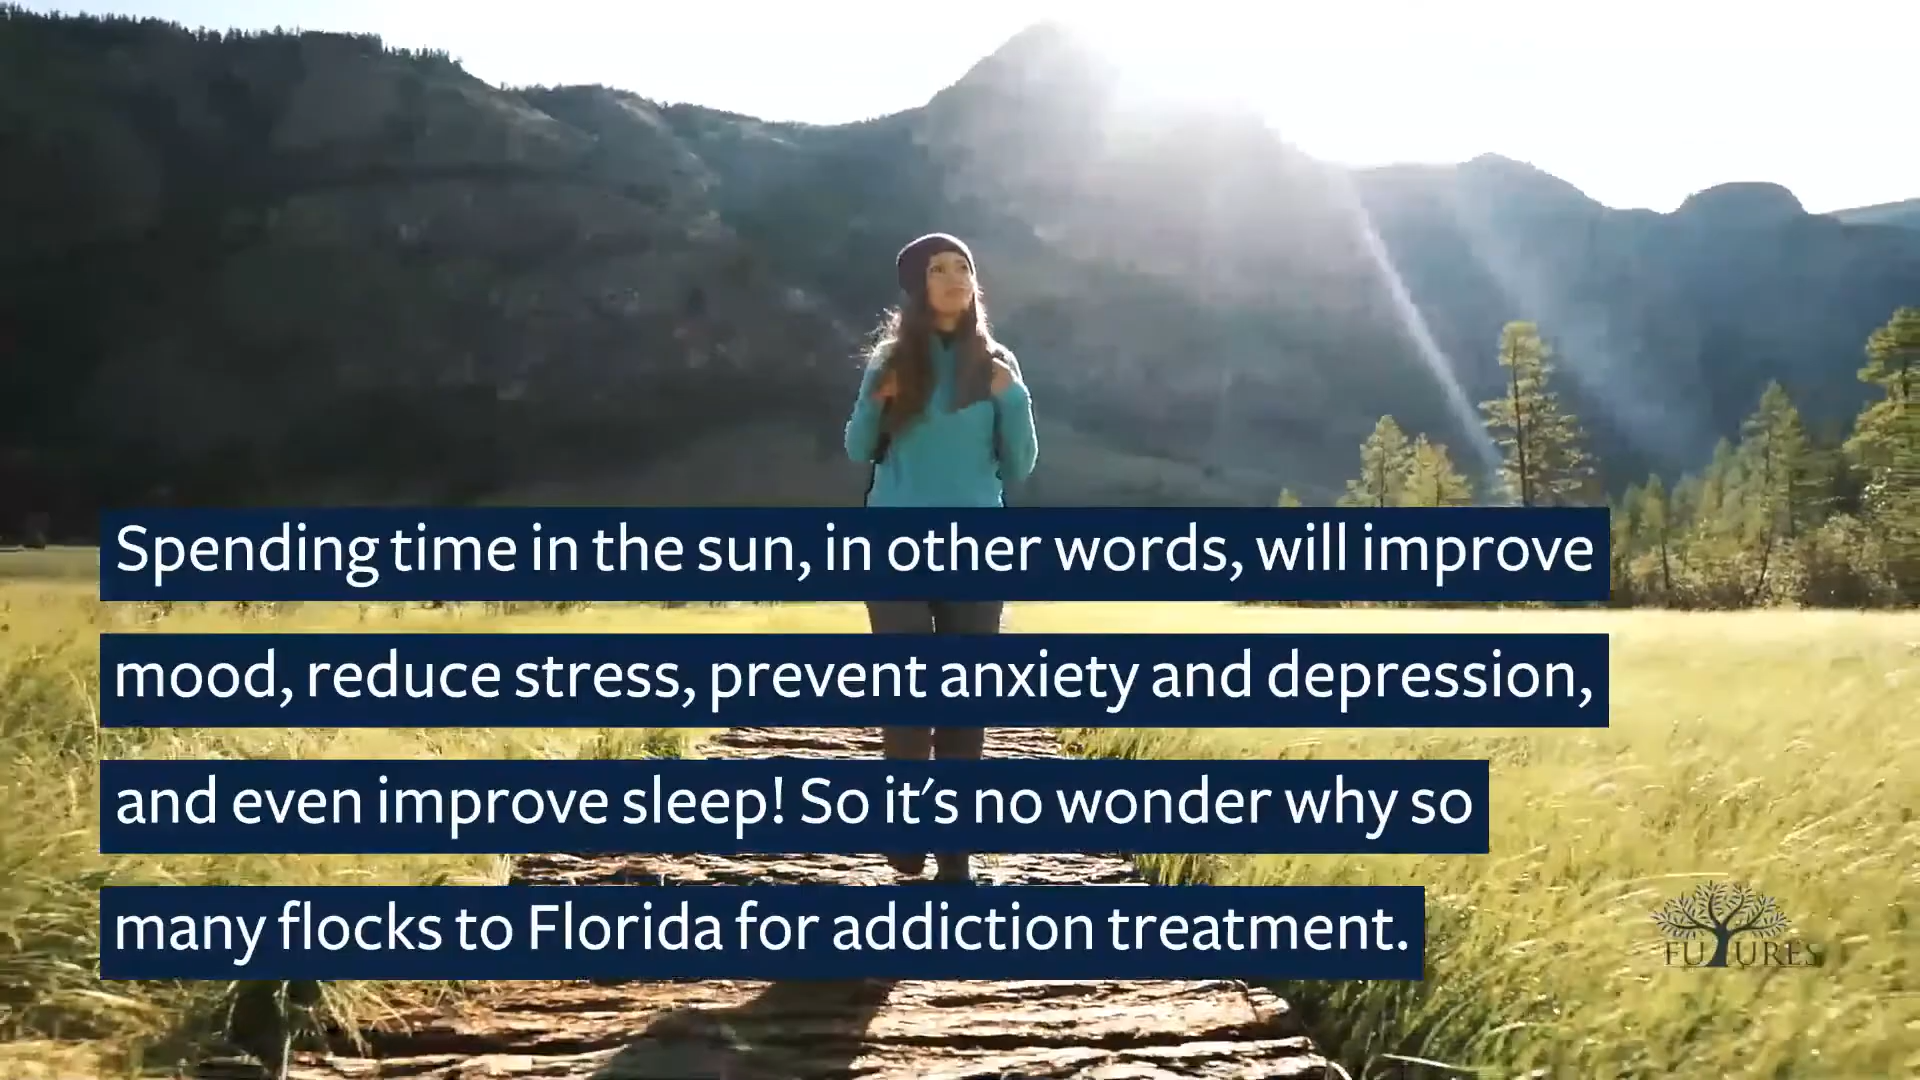 Spending time in the sun, in other words, will improve
mood, reduce stress, prevent anxiety and depression,
and even improve sleep! So it's no wonder why so
many flocks to Florida for addiction treatment.
FUTURES